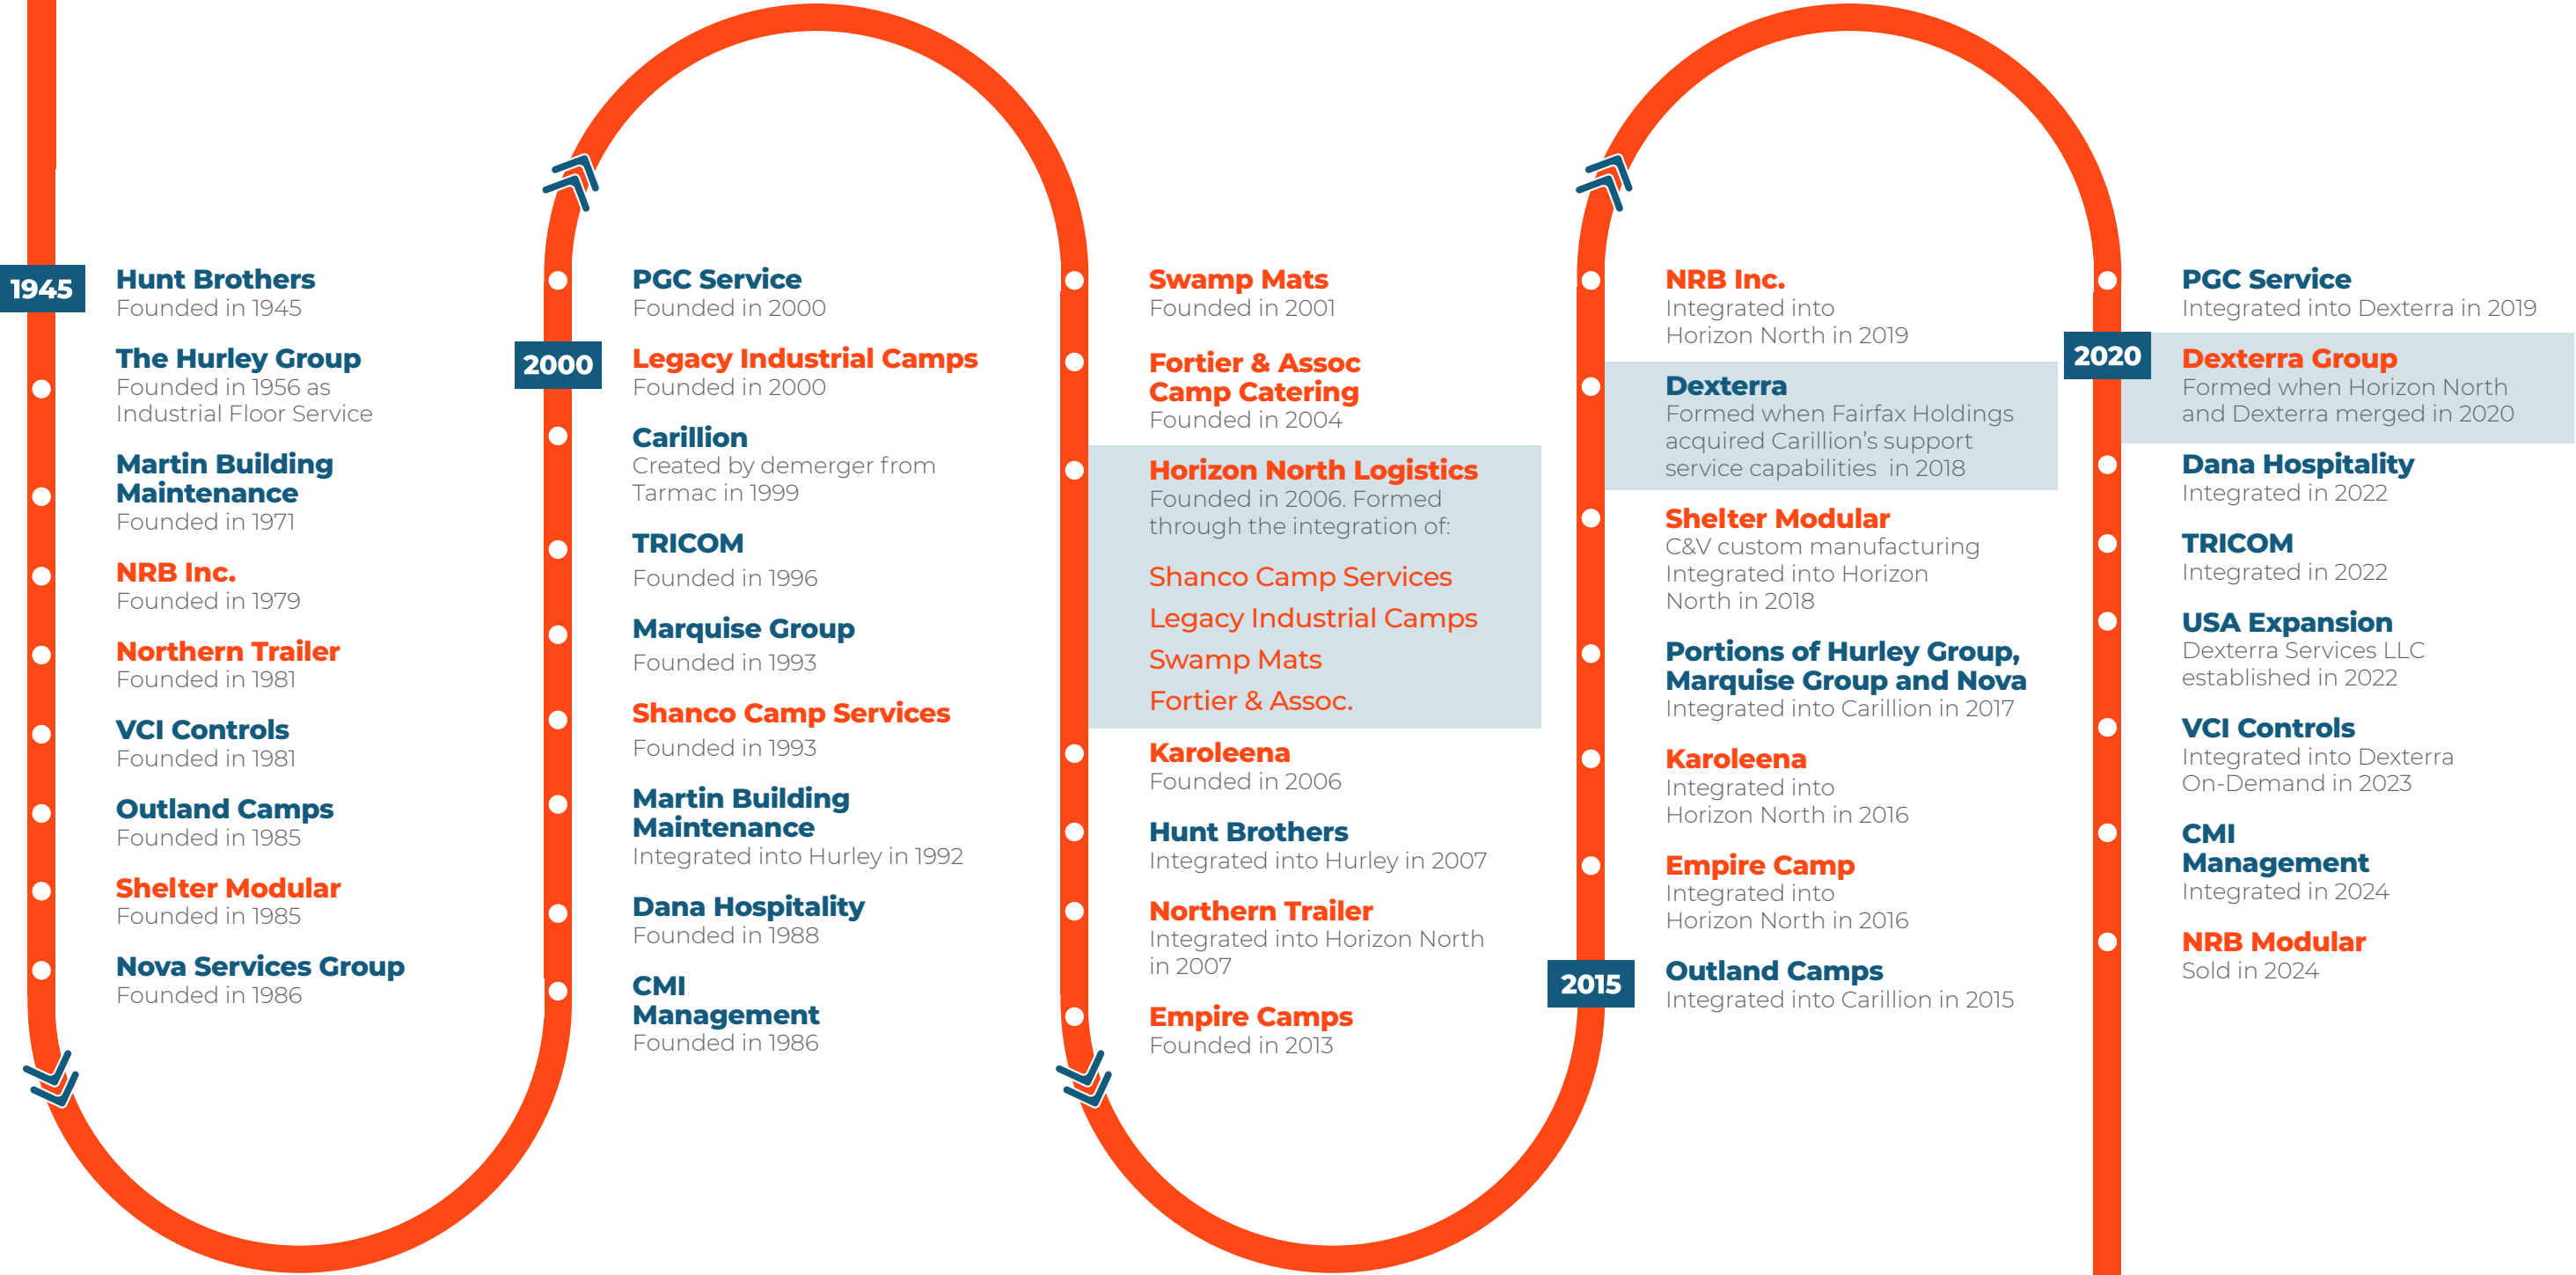 1945
Hunt Brothers
Founded in 1945
The Hurley Group
Founded in 1956 as
Industrial Floor Service
Martin Building
Maintenance
Founded in 1971
NRB Inc.
Founded in 1979
Northern Trailer
Founded in 1981
VCI Controls
Founded in 1981
Outland Camps
Founded in 1985
Shelter Modular
Founded in 1985
Nova Services Group
Founded in 1986
PGC Service
Founded in 2000
2000
Legacy Industrial Camps
Founded in 2000
Carillion
Created by demerger from
Tarmac in 1999
TRICOM
Founded in 1996
Marquise Group
Founded in 1993
Shanco Camp Services
Founded in 1993
Martin Building
Maintenance
Integrated into Hurley in 1992
Dana Hospitality
Founded in 1988
CMI
Management
Founded in 1986
Swamp Mats
Founded in 2001
Fortier & Assoc
Camp Catering
Founded in 2004
Horizon North Logistics
Founded in 2006. Formed
through the integration of:
Shanco Camp Services
Legacy Industrial Camps
Swamp Mats
Fortier & Assoc.
Karoleena
Founded in 2006
Hunt Brothers
Integrated into Hurley in 2007
Northern Trailer
Integrated into Horizon North
in 2007
Empire Camps
Founded in 2013
NRB Inc.
Integrated into
Horizon North in 2019
Dexterra
Formed when Fairfax Holdings
acquired Carillion’s support
service capabilities in 2018
Shelter Modular
C&V custom manufacturing
Integrated into Horizon
North in 2018
Portions of Hurley Group,
Marquise Group and Nova
Integrated into Carillion in 2017
Karoleena
Integrated into
Horizon North in 2016
Empire Camp
Integrated into
Horizon North in 2016
2015
Outland Camps
Integrated into Carillion in 2015
PGC Service
Integrated into Dexterra in 2019
2020
Dexterra Group
Formed when Horizon North
and Dexterra merged in 2020
Dana Hospitality
Integrated in 2022
TRICOM
Integrated in 2022
USA Expansion
Dexterra Services LLC
established in 2022
VCI Controls
Integrated into Dexterra
On-Demand in 2023
CMI
Management
Integrated in 2024
NRB Modular
Sold in 2024